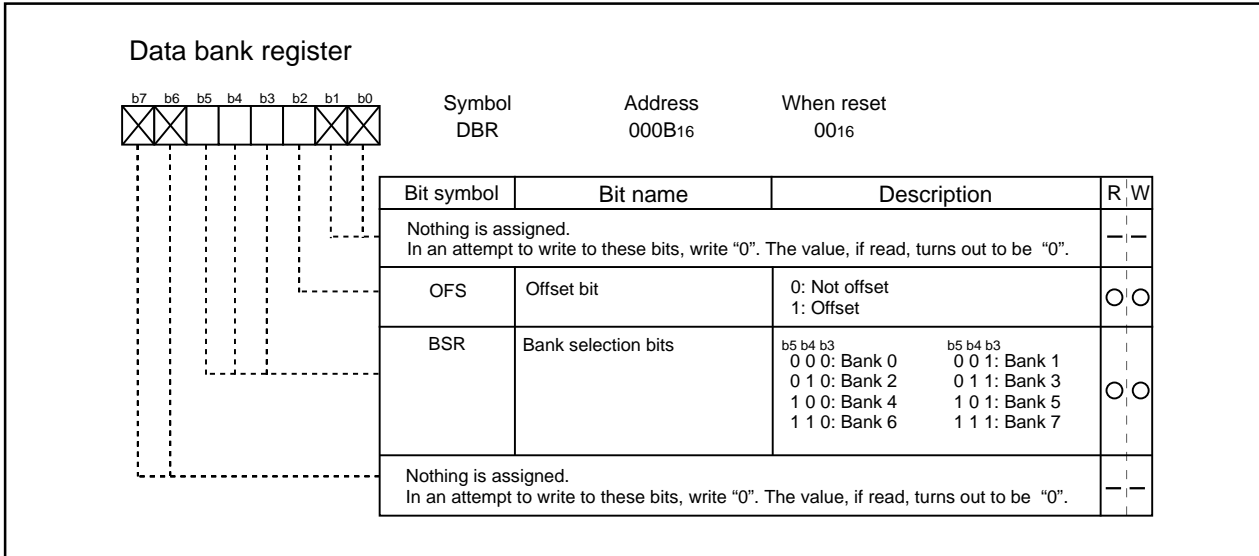 Data bank register
b7 b6 b5 b4 b3 b2 b1 b0
Symbol Address When reset
DBR 000B16 0016
Bit symbol Bit name Description R W
Nothing is assigned.
In an attempt to write to these bits, write “0”. The value, if read, turns out to be “0”.
OFS Offset bit 0: Not offset
1: Offset
BSR Bank selection bits b5 b4 b3 b5 b4 b3
0 0 0: Bank 0 0 0 1: Bank 1
0 1 0: Bank 2 0 1 1: Bank 3
1 0 0: Bank 4 1 0 1: Bank 5
1 1 0: Bank 6 1 1 1: Bank 7
Nothing is assigned.
In an attempt to write to these bits, write “0”. The value, if read, turns out to be “0”.